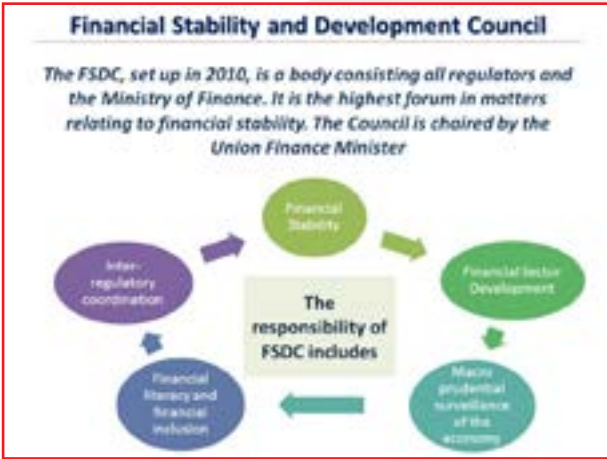 Financial Stability and Development Council
The FSDC, set up in 2010, is a body consisting all regulators and
the Ministry of Finance. It is the highest forum in matters
relating to financial stability. The Council is chaired by the
Union Finance Minister
Financial
Stability
Financial Sector
Development
Macro
prudential
surveillance
of the
economy
Financial
literacy and
financial
inclusion
Inter-
regulatory
coordination
The
responsibility of
FSDC includes